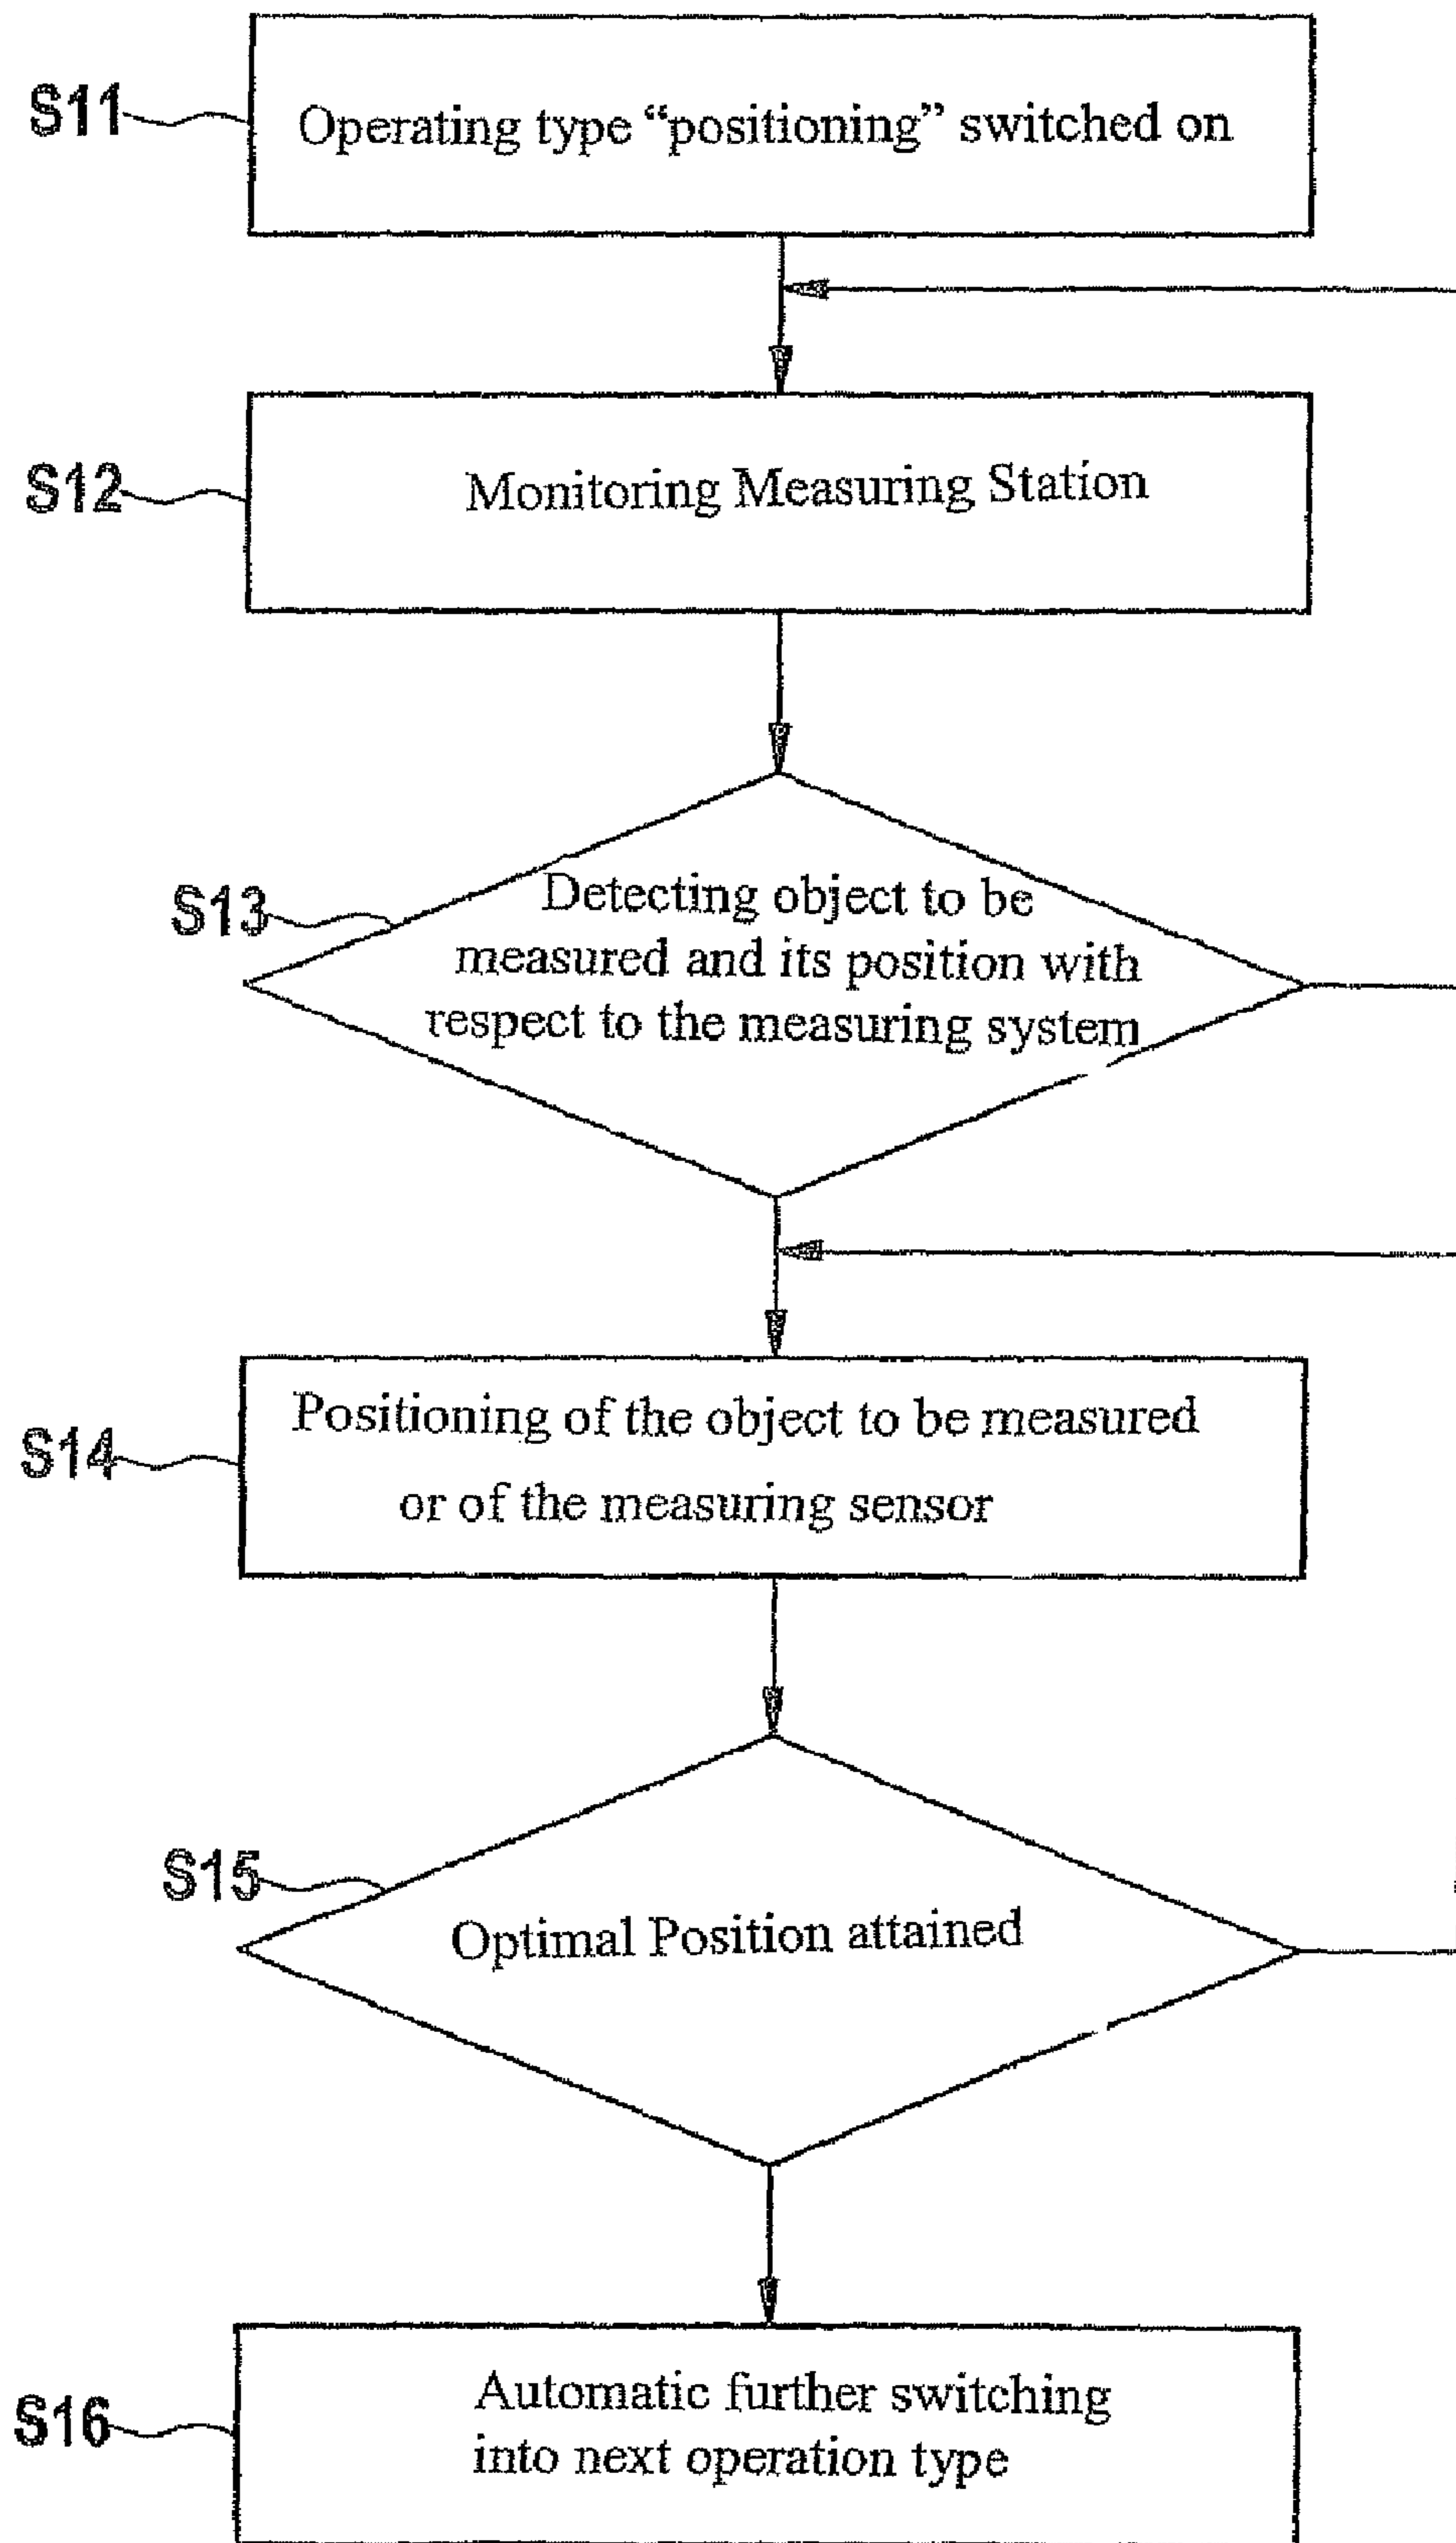 S11
Operating type “positioning” switched on
S12
Monitoring Measuring Station
S13
Detecting object to be
measured and its position with
respect to the measuring system
S14
Positioning of the object to be measured
or of the measuring sensor
S15
Optimal Position attained
S16
Automatic further switching
into next operation type